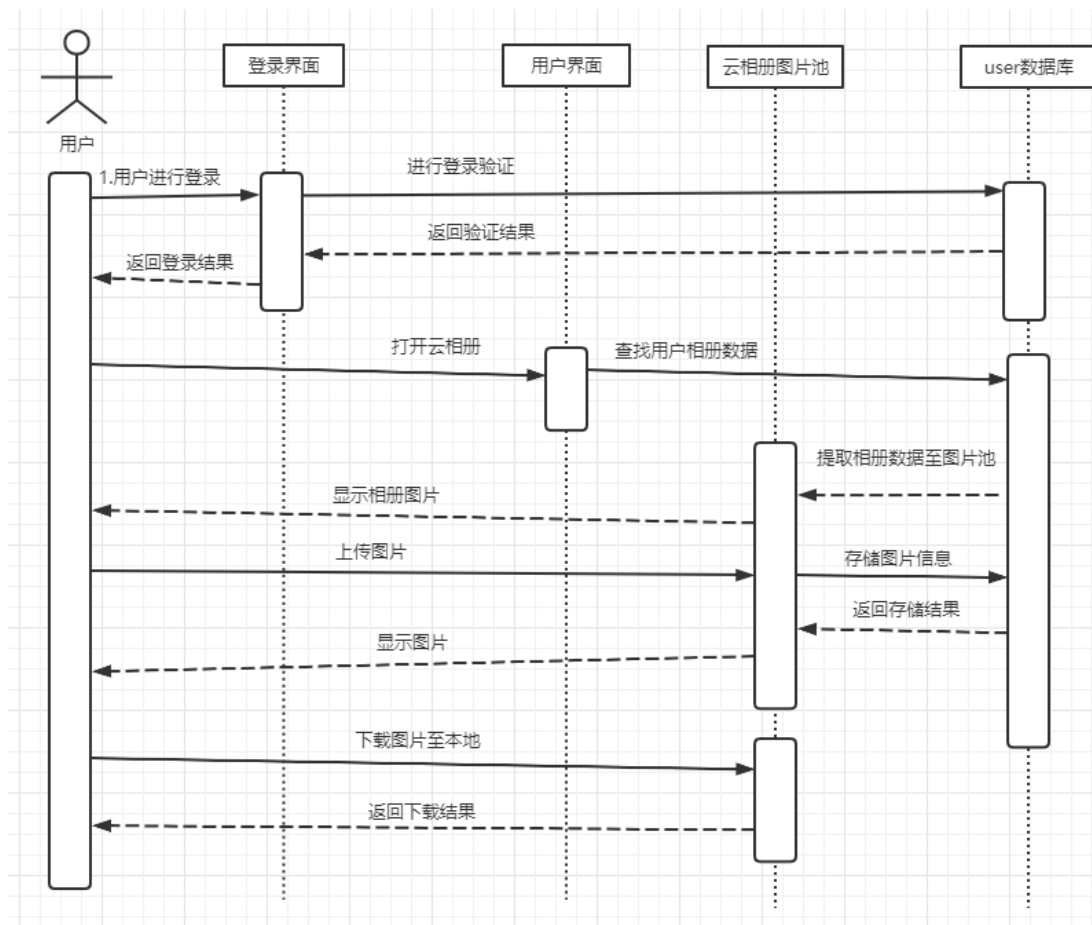 登录界面
用户界面
云相册图片池
user数据库
用户
1.用户进行登录
进行登录验证
返回验证结果
返回登录结果
打开云相册
查找用户相册数据
提取相册数据至图片池
显示相册图片
上传图片
存储图片信息
返回存储结果
显示图片
下载图片至本地
返回下载结果